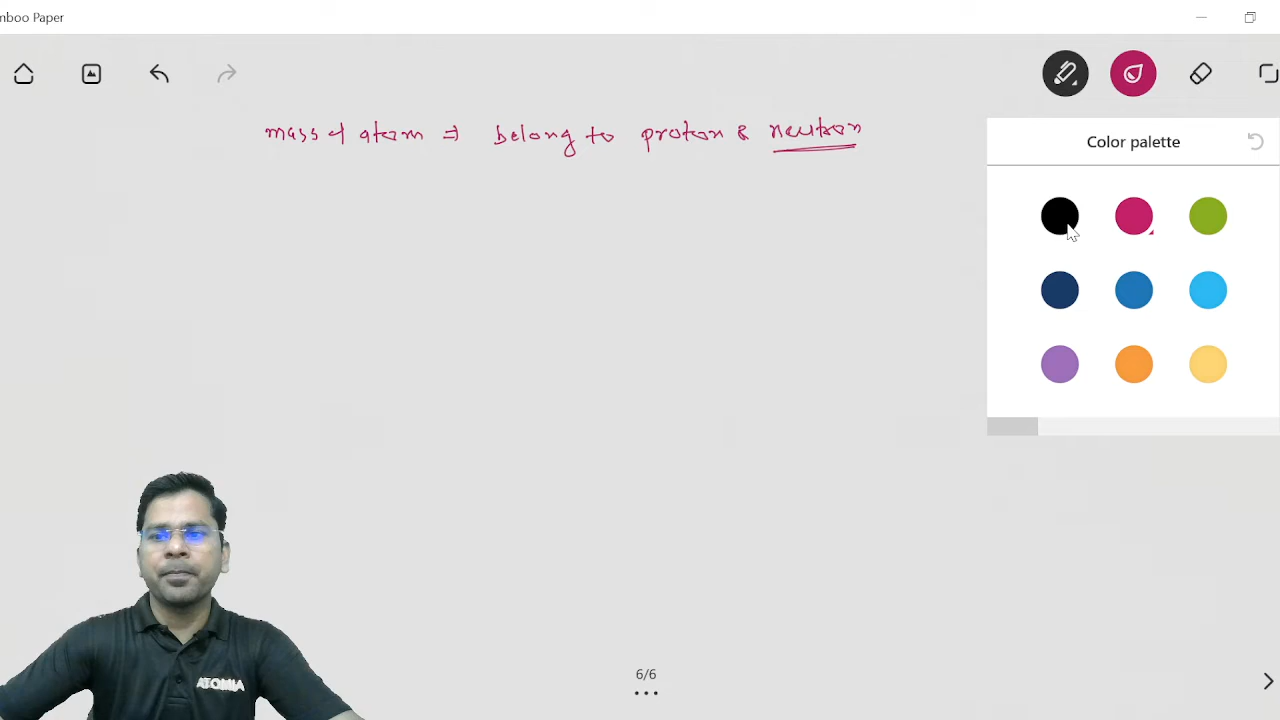 mboo Paper
mass of atom ⇒ belong to proton & neutron
Color palette
ATOMIA
6/6